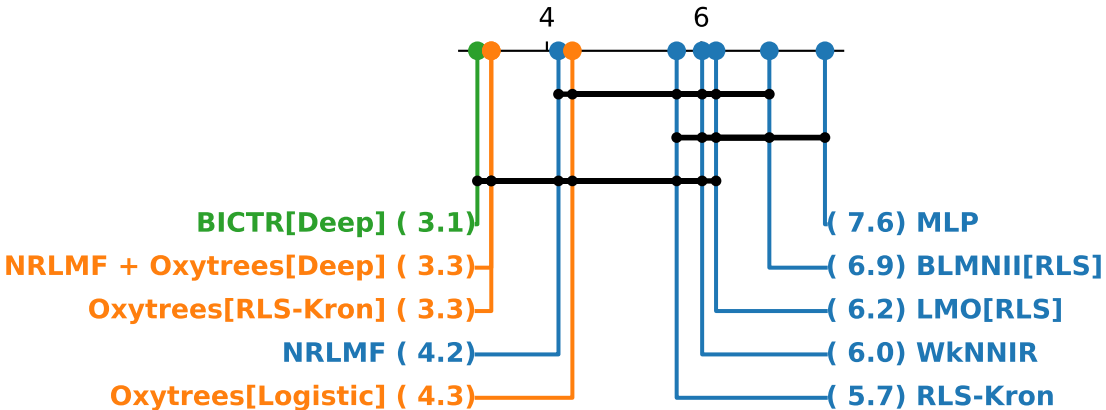 4 6
BICTR[Deep] ( 3.1) ( 7.6) MLP
NRLMF + Oxytrees[Deep] ( 3.3) ( 6.9) BLMNII[RLS]
Oxytrees[RLS-Kron] ( 3.3) ( 6.2) LMO[RLS]
NRLMF ( 4.2) ( 6.0) WkNNIR
Oxytrees[Logistic] ( 4.3) ( 5.7) RLS-Kron